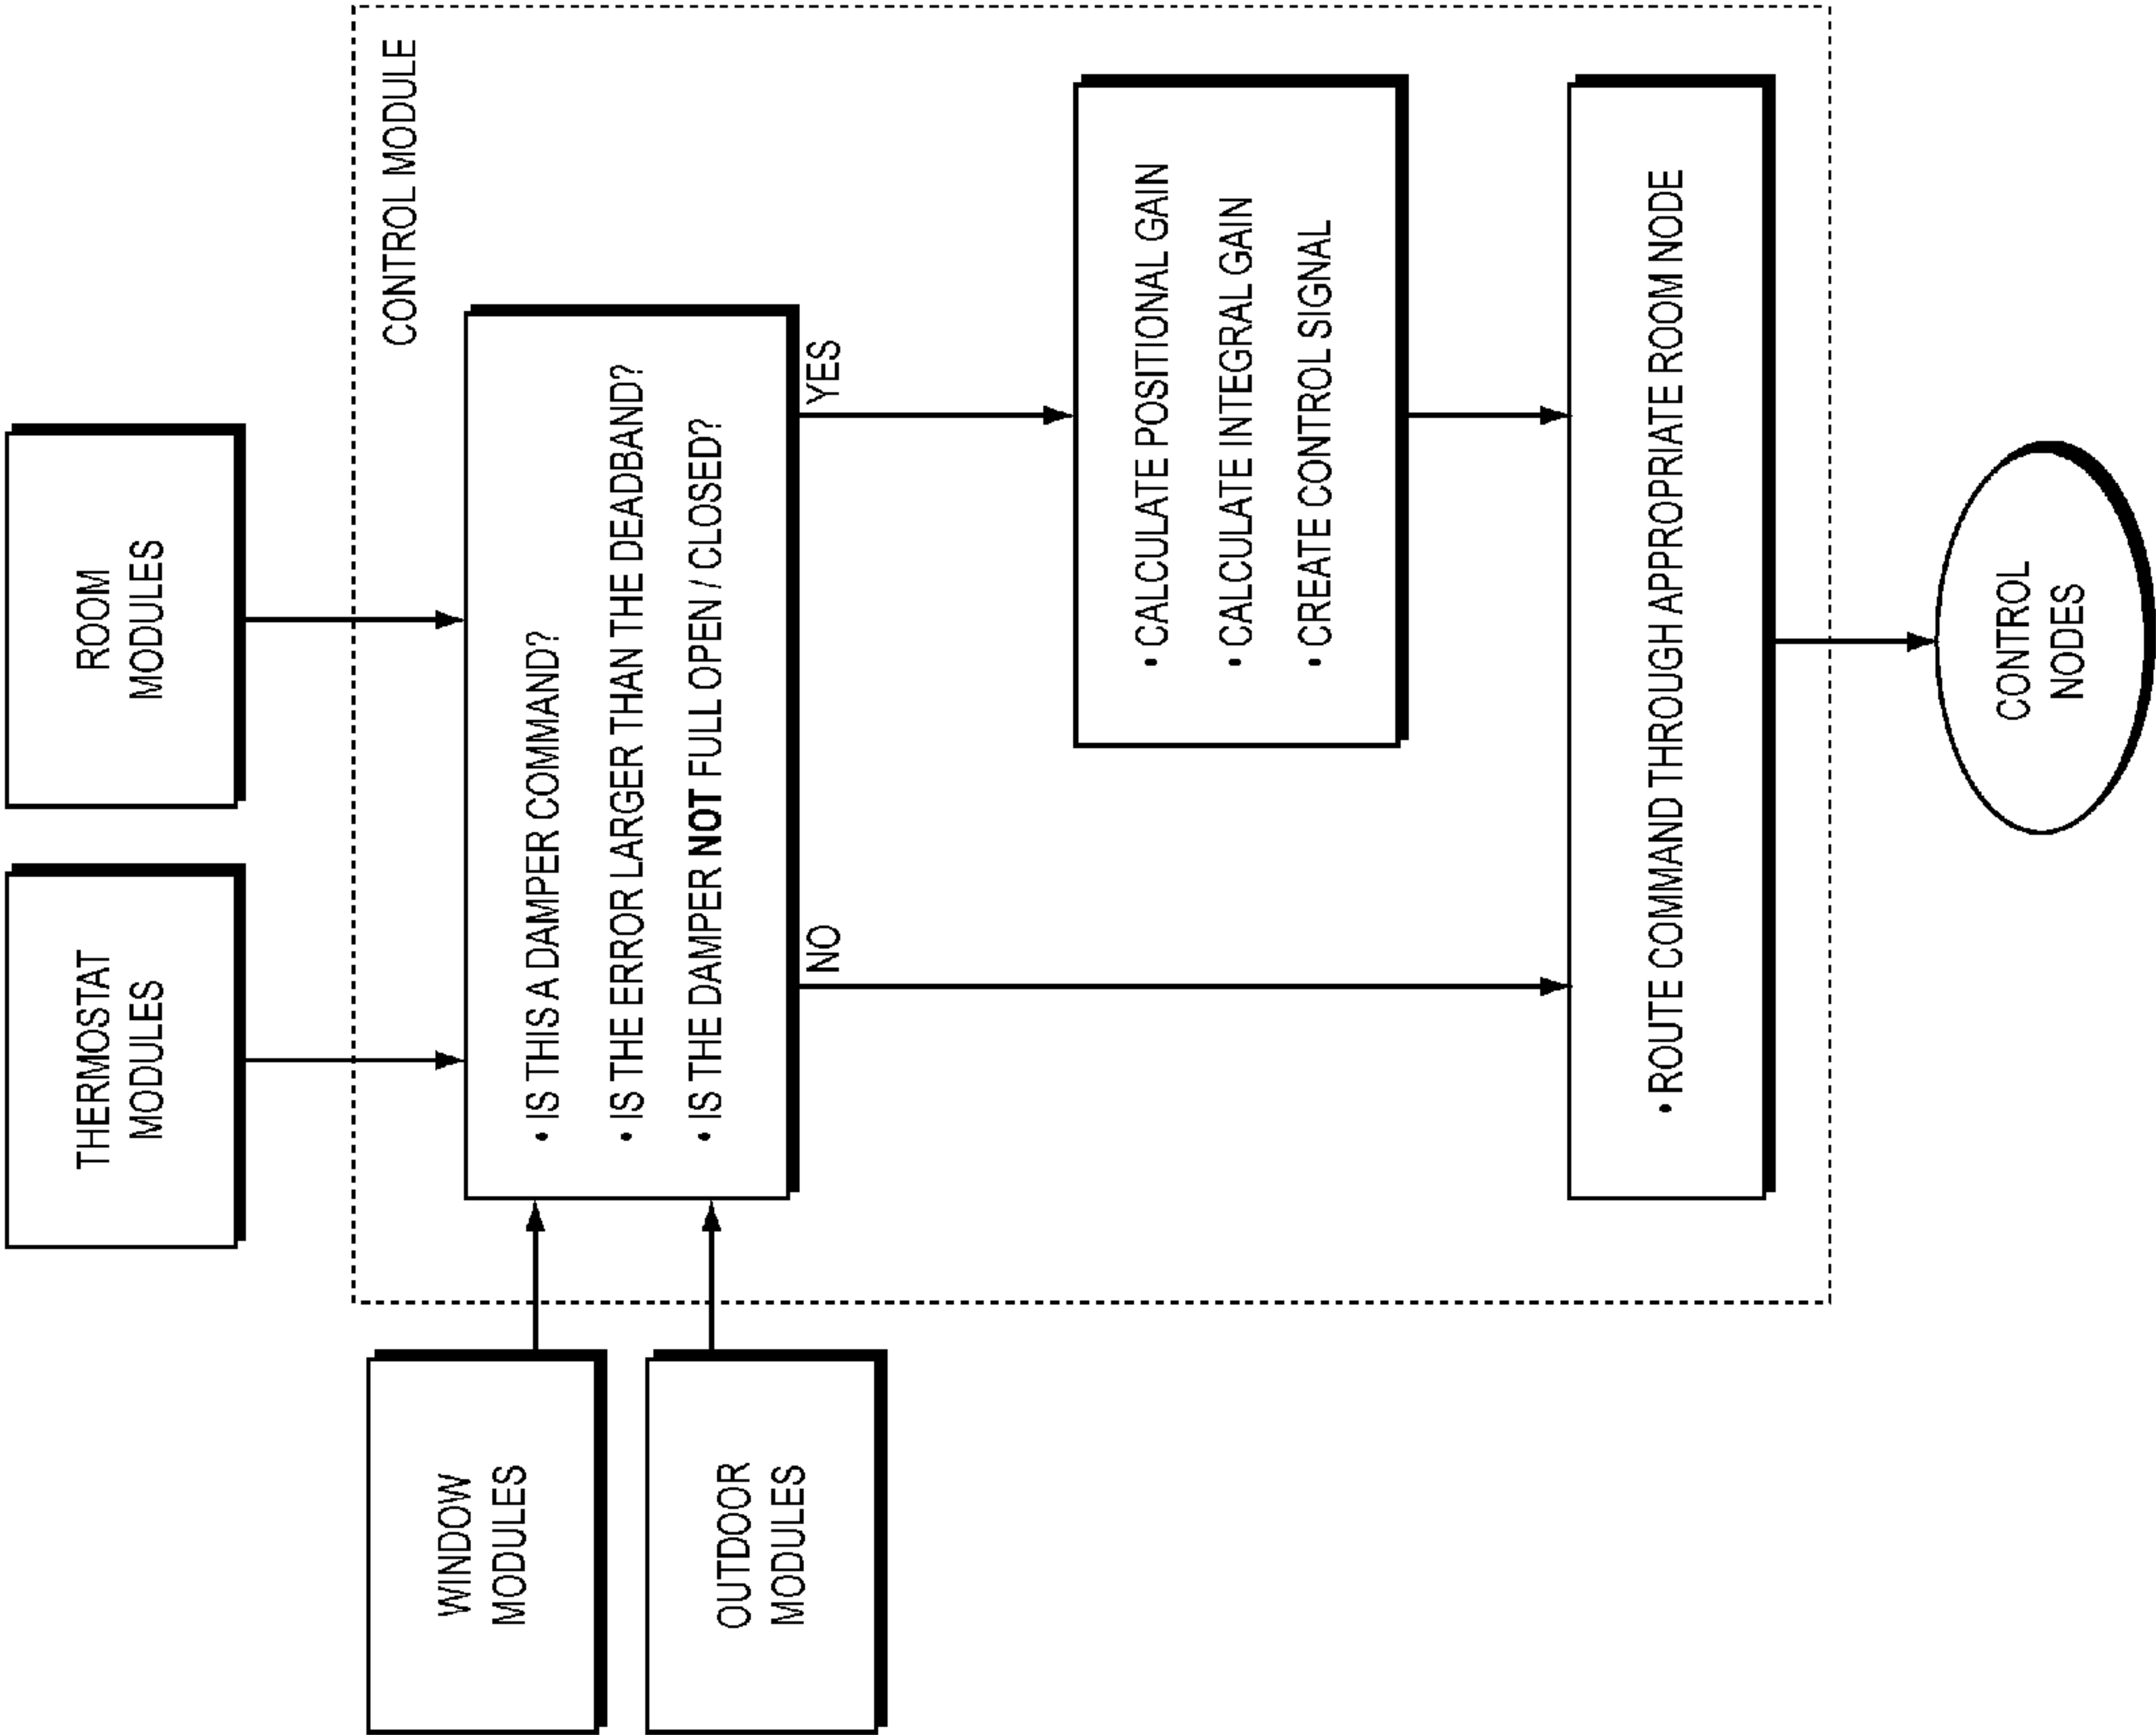 THERMOSTAT
MODULES
ROOM
MODULES
WINDOW
MODULES
OUTDOOR
MODULES
CONTROL MODULE
• IS THIS A DAMPER COMMAND?
• IS THE ERROR LARGER THAN THE DEADBAND?
• IS THE DAMPER NOT FULL OPEN / CLOSED?
NO
YES
• CALCULATE POSITIONAL GAIN
• CALCULATE INTEGRAL GAIN
• CREATE CONTROL SIGNAL
• ROUTE COMMAND THROUGH APPROPRIATE ROOM NODE
CONTROL
NODES